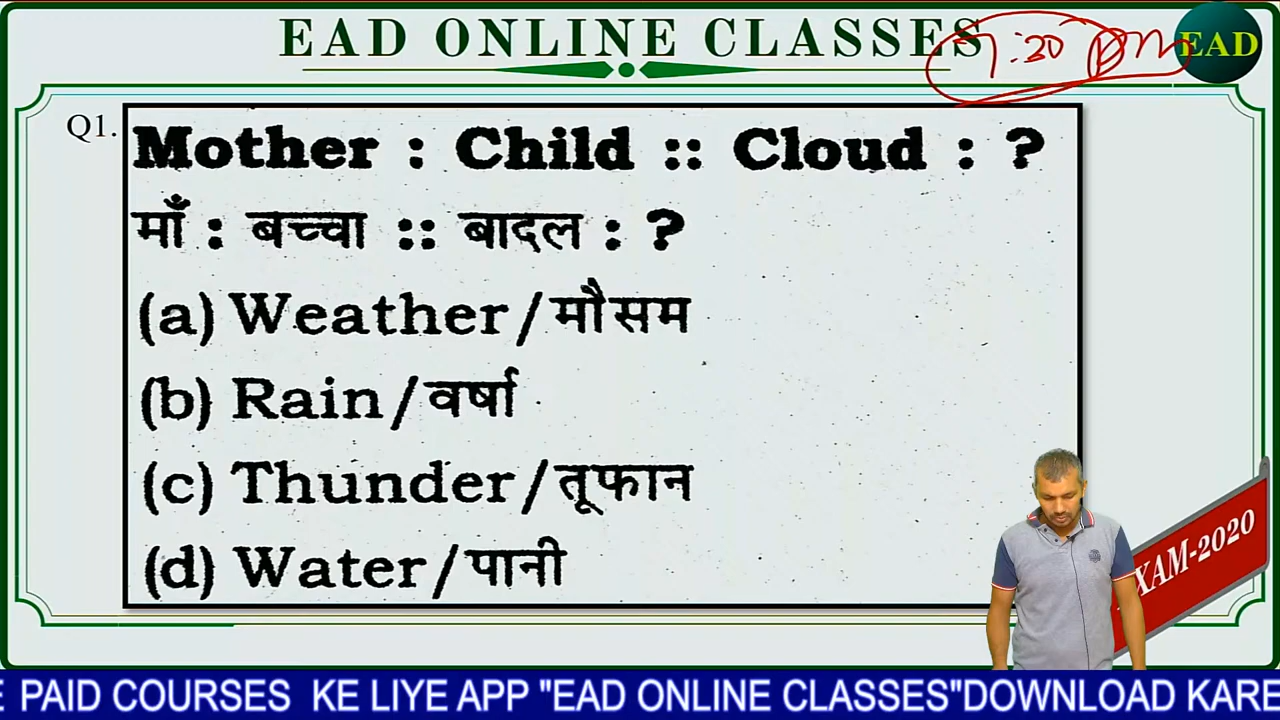 EAD ONLINE CLASSES
7:20 PM
EAD
Q1.
Mother : Child :: Cloud : ?
माँ : बच्चा :: बादल : ?
(a) Weather/मौसम
(b) Rain/वर्षा
(c) Thunder/तूफान
(d) Water/पानी
XAM-2020
E PAID COURSES KE LIYE APP "EAD ONLINE CLASSES"DOWNLOAD KARE